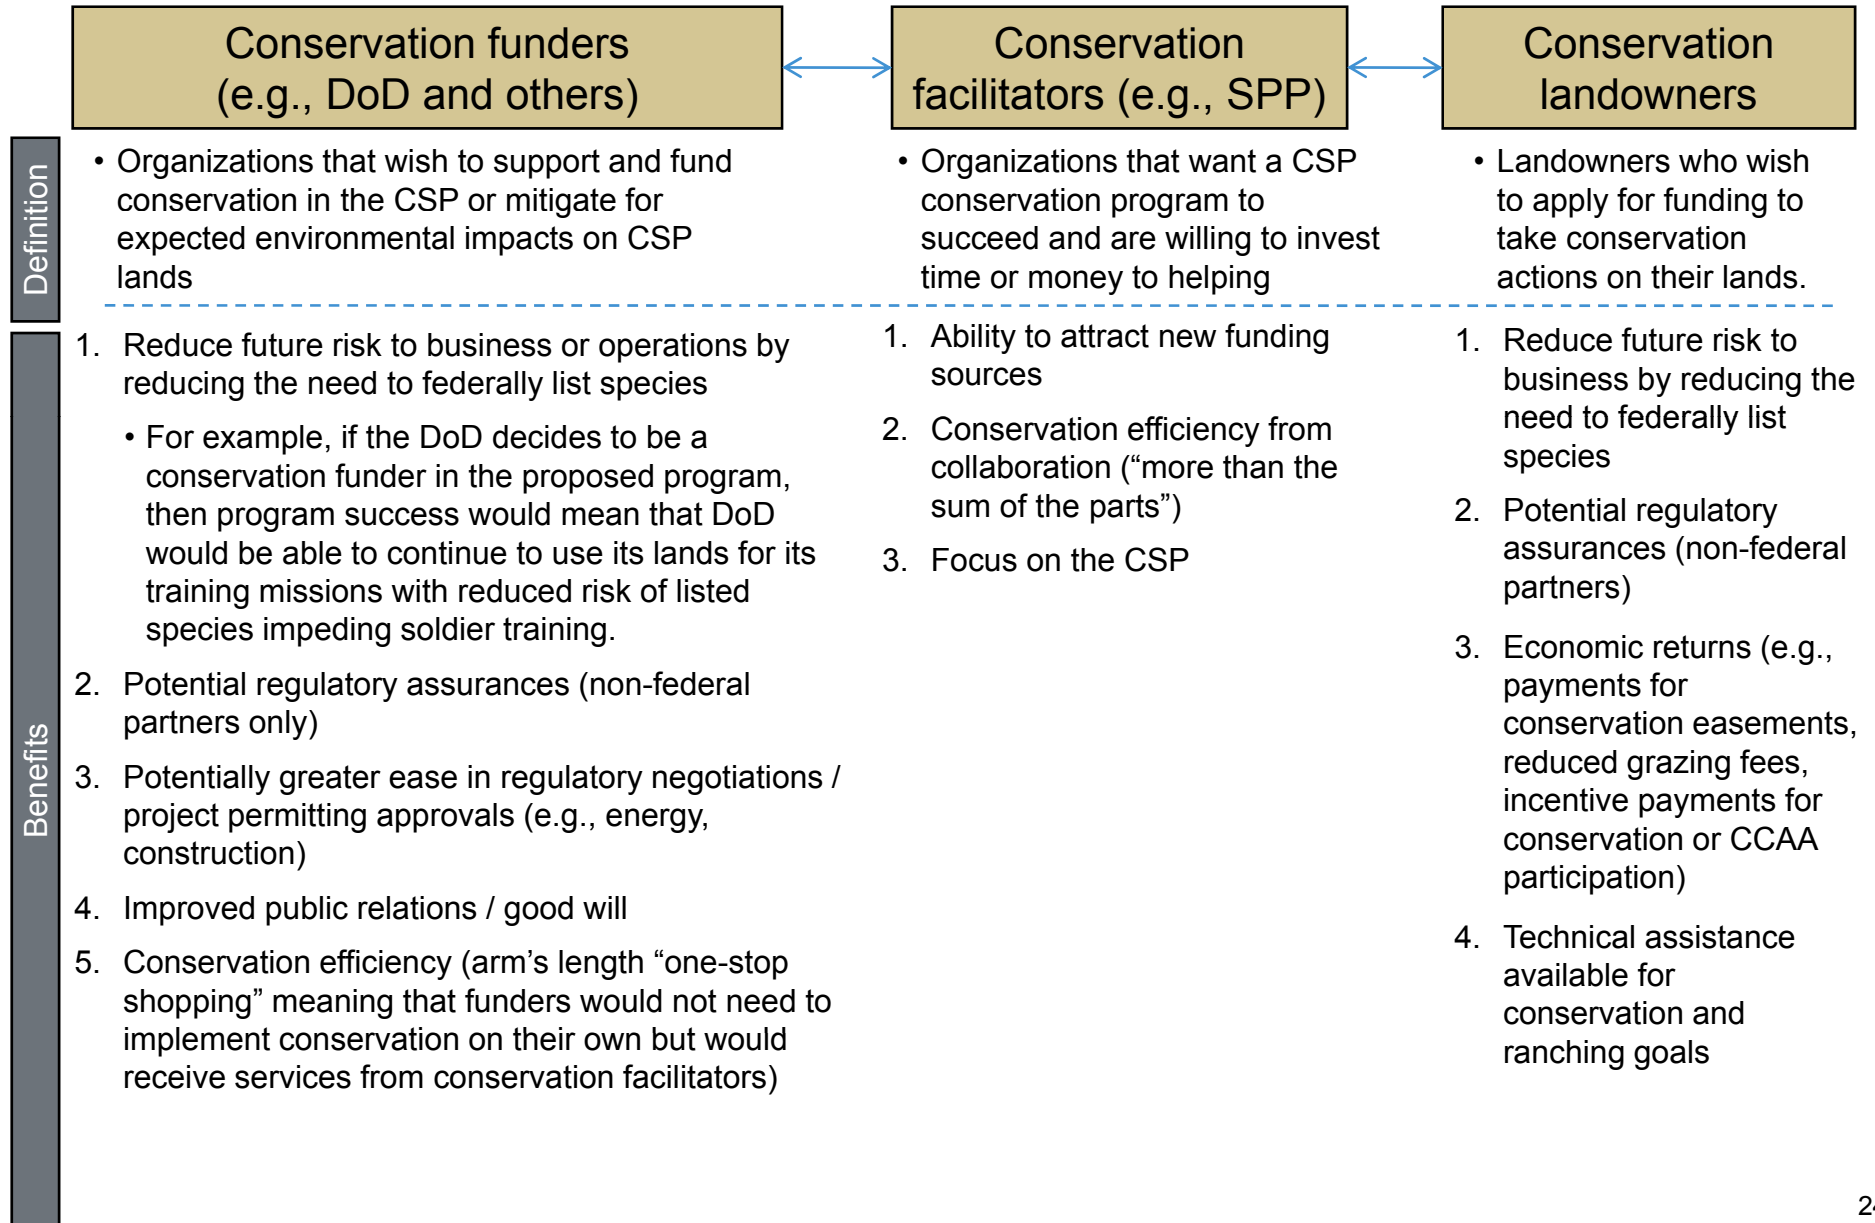 Conservation funders
(e.g., DoD and others)
Conservation
facilitators (e.g., SPP)
Conservation
landowners
Definition
• Organizations that wish to support and fund
conservation in the CSP or mitigate for
expected environmental impacts on CSP
lands
• Organizations that want a CSP
conservation program to
succeed and are willing to invest
time or money to helping
• Landowners who wish
to apply for funding to
take conservation
actions on their lands.
Benefits
1. Reduce future risk to business or operations by
reducing the need to federally list species
• For example, if the DoD decides to be a
conservation funder in the proposed program,
then program success would mean that DoD
would be able to continue to use its lands for its
training missions with reduced risk of listed
species impeding soldier training.
2. Potential regulatory assurances (non-federal
partners only)
3. Potentially greater ease in regulatory negotiations /
project permitting approvals (e.g., energy,
construction)
4. Improved public relations / good will
5. Conservation efficiency (arm’s length “one-stop
shopping” meaning that funders would not need to
implement conservation on their own but would
receive services from conservation facilitators)
1. Ability to attract new funding
sources
2. Conservation efficiency from
collaboration (“more than the
sum of the parts”)
3. Focus on the CSP
1. Reduce future risk to
business by reducing the
need to federally list
species
2. Potential regulatory
assurances (non-federal
partners)
3. Economic returns (e.g.,
payments for
conservation easements,
reduced grazing fees,
incentive payments for
conservation or CCAA
participation)
4. Technical assistance
available for
conservation and
ranching goals